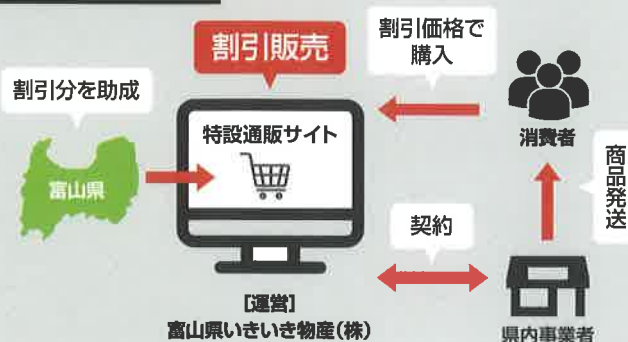 割引販売
割引価格で
購入
割引分を助成
特設通販サイト
消費者
富山県
商品発送
契約
[運営]
富山県いきいき物産(株)
県内事業者